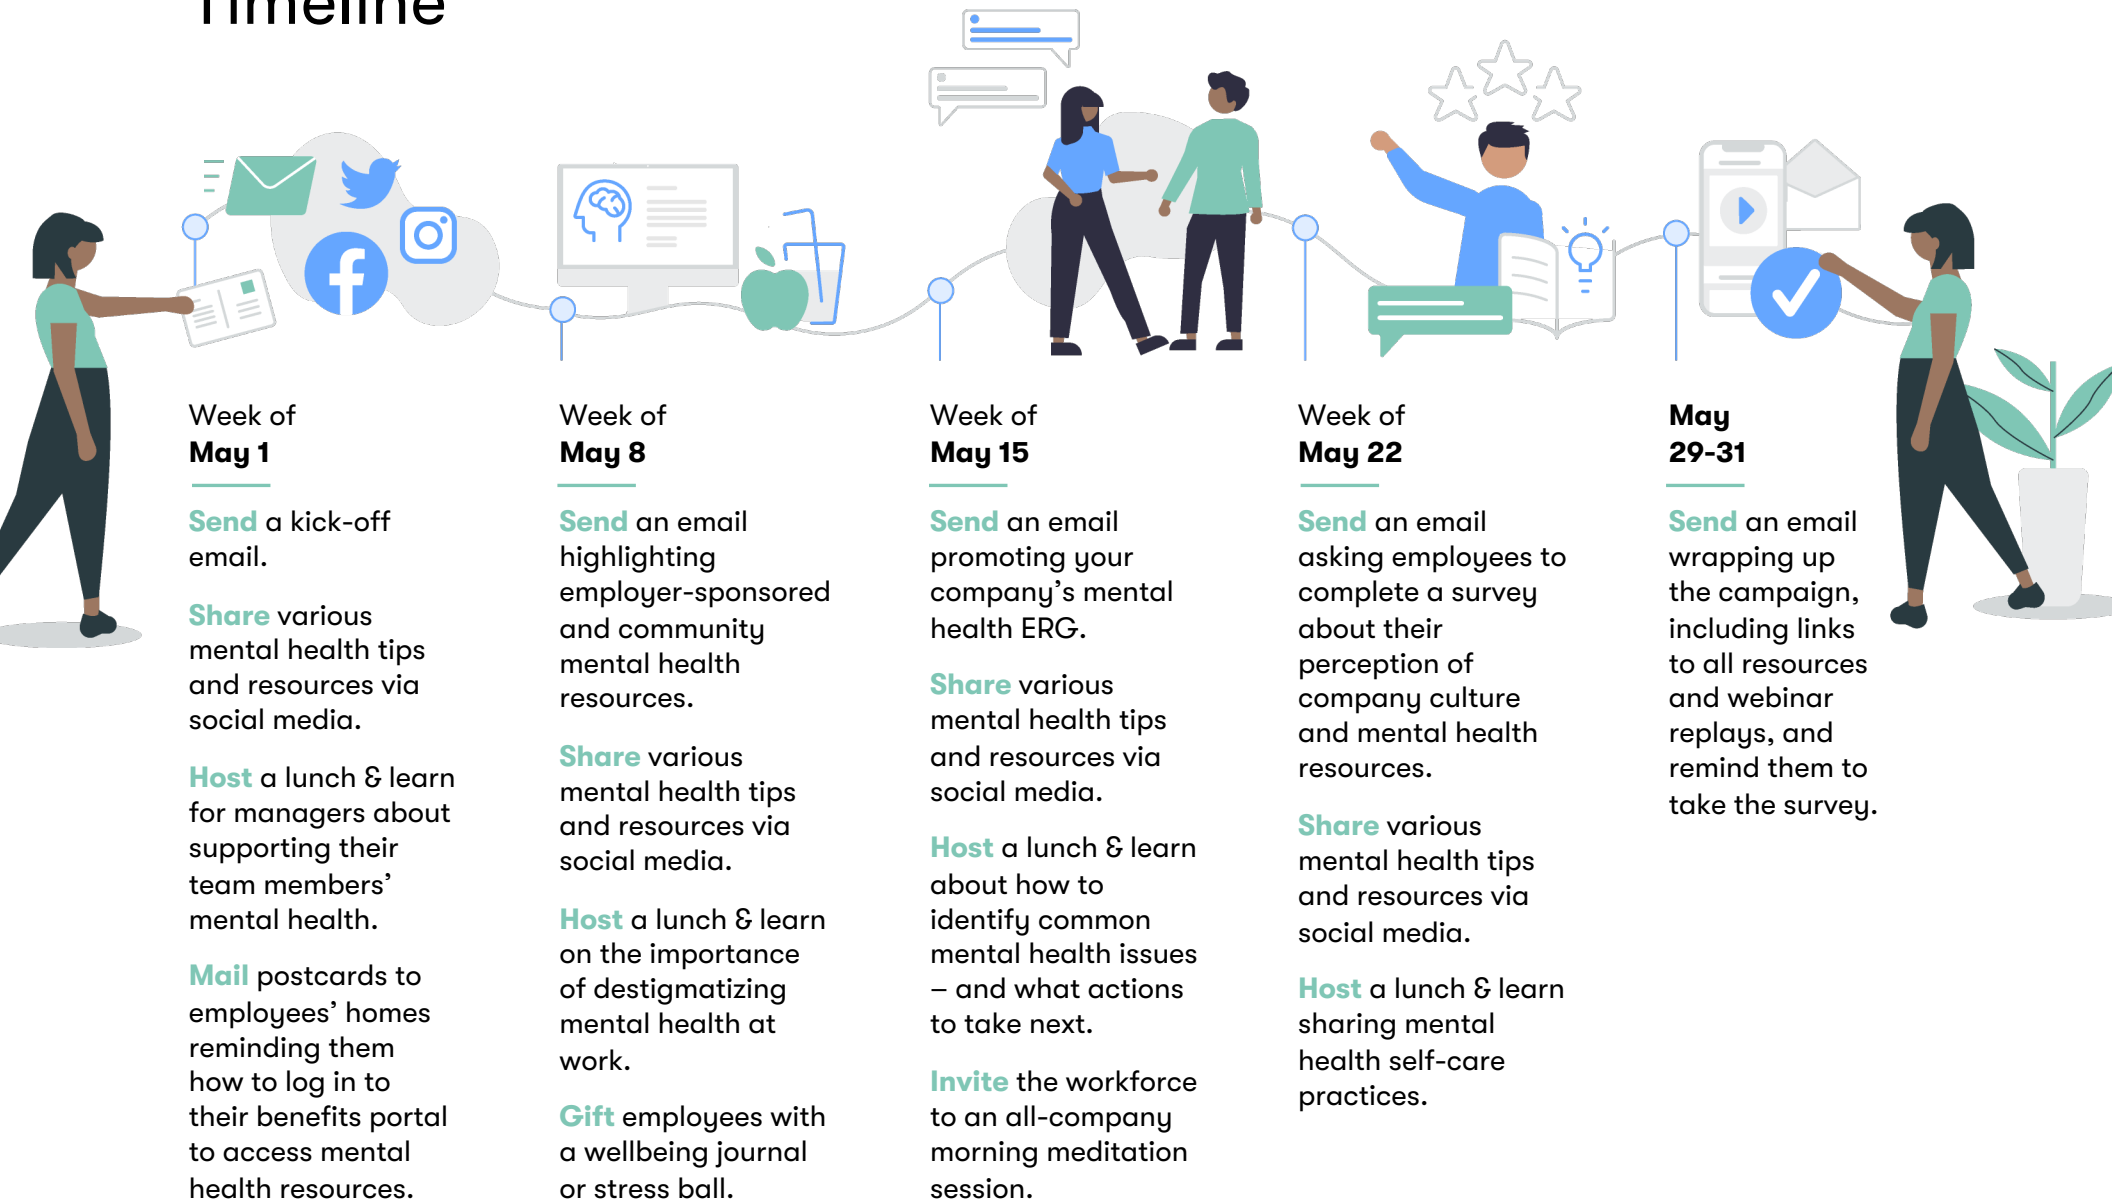 Timeline
Week of
May 1
Send a kick-off
email.
Share various
mental health tips
and resources via
social media.
Host a lunch & learn
for managers about
supporting their
team members’
mental health.
Mail postcards to
employees’ homes
reminding them
how to log in to
their benefits portal
to access mental
health resources.
Week of
May 8
Send an email
highlighting
employer-sponsored
and community
mental health
resources.
Share various
mental health tips
and resources via
social media.
Host a lunch & learn
on the importance
of destigmatizing
mental health at
work.
Gift employees with
a wellbeing journal
or stress ball.
Week of
May 15
Send an email
promoting your
company’s mental
health ERG.
Share various
mental health tips
and resources via
social media.
Host a lunch & learn
about how to
identify common
mental health issues
– and what actions
to take next.
Invite the workforce
to an all-company
morning meditation
session.
Week of
May 22
Send an email
asking employees to
complete a survey
about their
perception of
company culture
and mental health
resources.
Share various
mental health tips
and resources via
social media.
Host a lunch & learn
sharing mental
health self-care
practices.
May
29-31
Send an email
wrapping up
the campaign,
including links
to all resources
and webinar
replays, and
remind them to
take the survey.